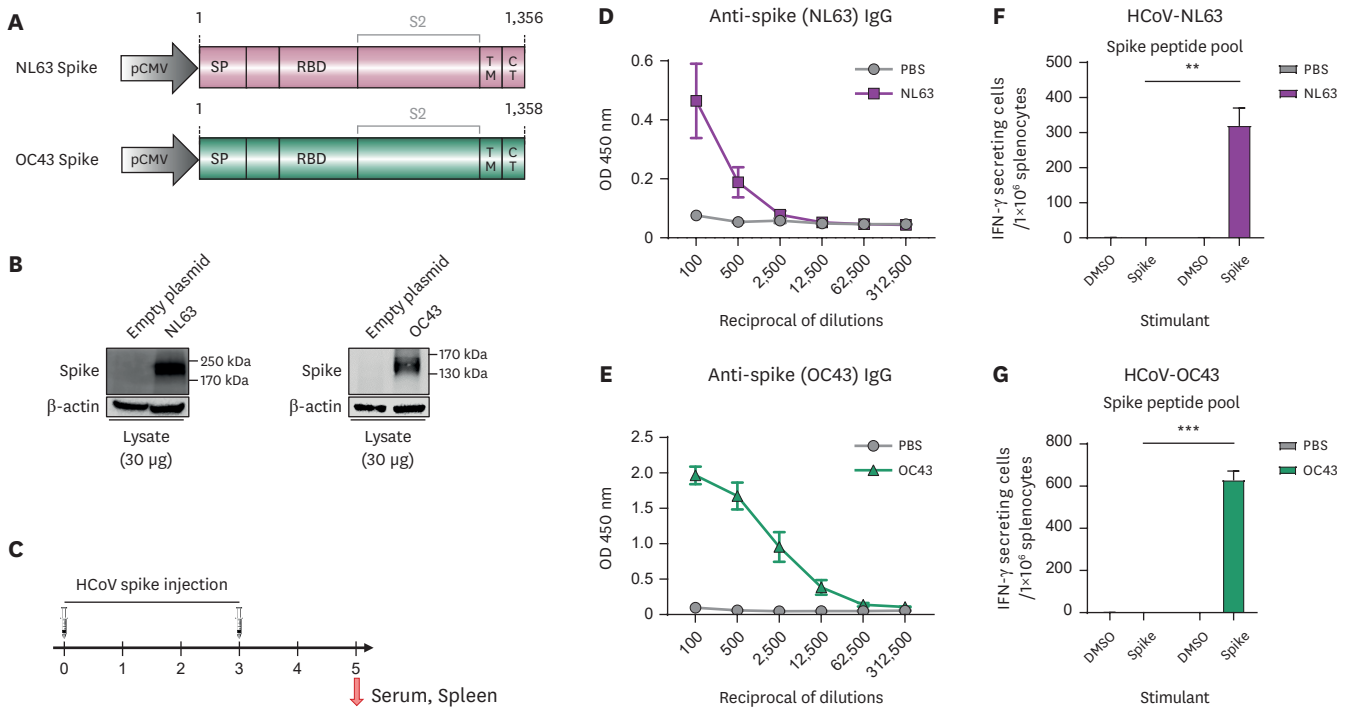 A
1
1,356
S2
NL63 Spike
pCMV
SP
RBD
T
M
C
T
1
1,358
S2
OC43 Spike
pCMV
SP
RBD
T
M
C
T
B
Empty plasmid
NL63
Spike
250 kDa
170 kDa
β-actin
Lysate
(30 µg)
Empty plasmid
OC43
Spike
170 kDa
130 kDa
β-actin
Lysate
(30 µg)
C
HCoV spike injection
0 1 2 3 4 5
Serum, Spleen
D
Anti-spike (NL63) IgG
OD 450 nm
0.6
0.4
0.2
0
PBS
NL63
100 500 2,500 12,500 62,500 312,500
Reciprocal of dilutions
E
Anti-spike (OC43) IgG
OD 450 nm
2.5
2.0
1.5
1.0
0.5
0
PBS
OC43
100 500 2,500 12,500 62,500 312,500
Reciprocal of dilutions
F
HCoV-NL63
Spike peptide pool
IFN-γ secreting cells
/1×10⁶ splenocytes
500
400
300
200
100
0
**
PBS
NL63
DMSO Spike DMSO Spike
Stimulant
G
HCoV-OC43
Spike peptide pool
IFN-γ secreting cells
/1×10⁶ splenocytes
800
600
400
200
0
***
PBS
OC43
DMSO Spike DMSO Spike
Stimulant